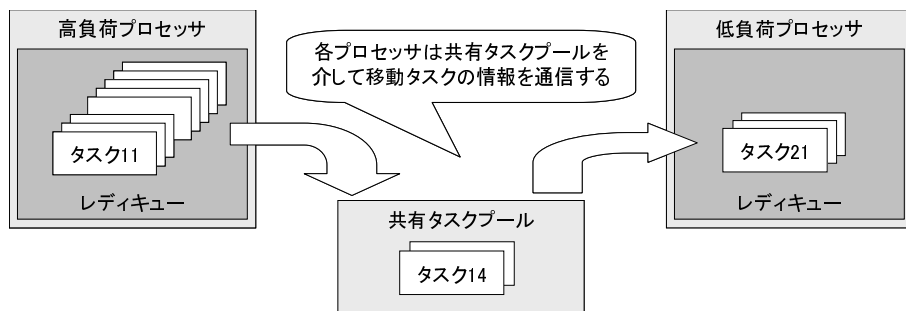 高負荷プロセッサ
タスク11
レディキュー
各プロセッサは共有タスクプールを
介して移動タスクの情報を通信する
共有タスクプール
タスク14
低負荷プロセッサ
タスク21
レディキュー